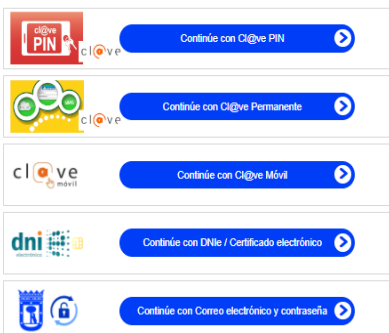 cl@ve
PIN
cl@ve
Continúe con Cl@ve PIN
cl@ve
Continúe con Cl@ve Permanente
cl@ve
móvil
Continúe con Cl@ve Móvil
dni
electrónico
Continúe con DNIe / Certificado electrónico
Continúe con Correo electrónico y contraseña